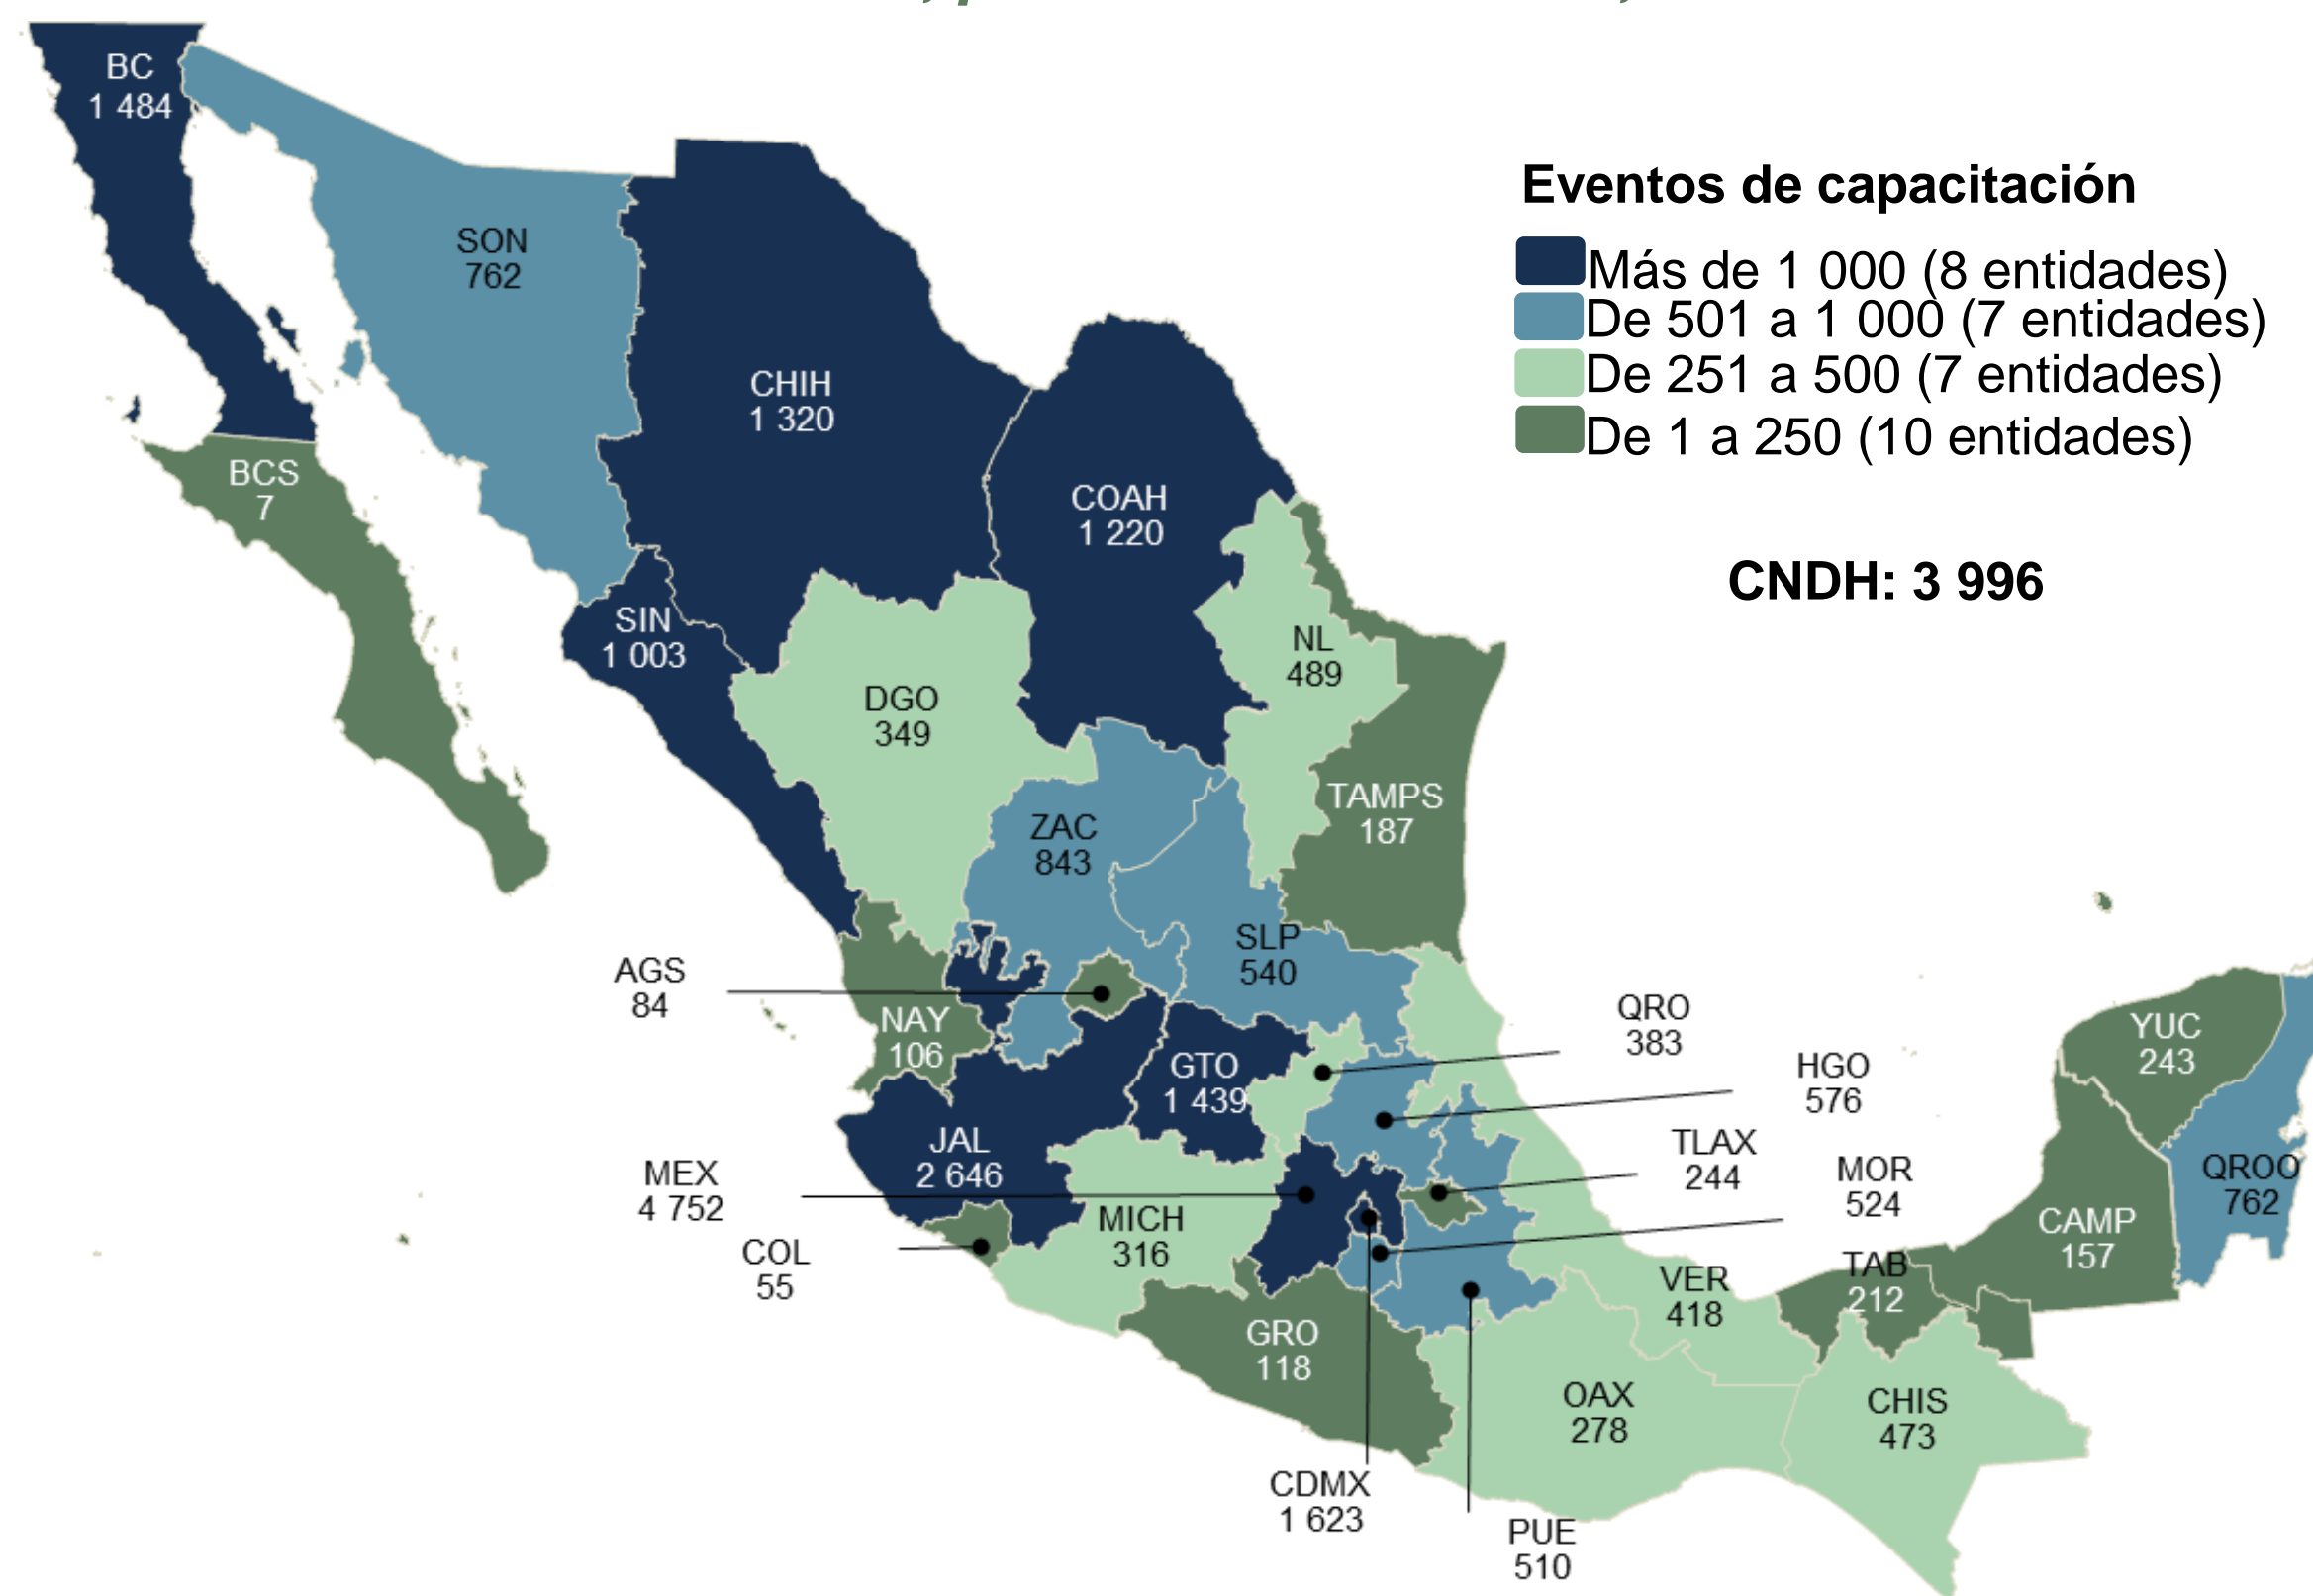 BC
1 484
SON
762
Eventos de capacitación
Más de 1 000 (8 entidades)
De 501 a 1 000 (7 entidades)
De 251 a 500 (7 entidades)
De 1 a 250 (10 entidades)
CHIH
1 320
BCS
7
COAH
1 220
CNDH: 3 996
SIN
1 003
NL
489
DGO
349
TAMPS
187
ZAC
843
SLP
540
AGS
84
NAY
106
QRO
383
YUC
243
GTO
1 439
HGO
576
JAL
2 646
TLAX
244
MOR
524
QROO
762
MEX
4 752
MICH
316
CAMP
157
COL
55
VER
418
TAB
212
GRO
118
OAX
278
CHIS
473
CDMX
1 623
PUE
510